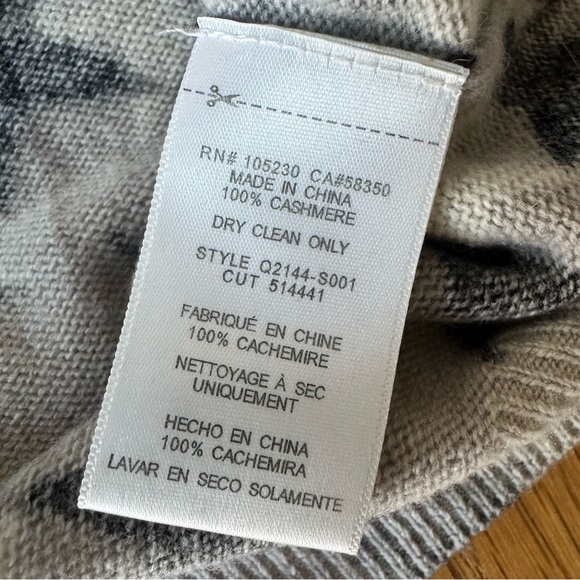 RN# 105230 CA#58350
MADE IN CHINA
100% CASHMERE
DRY CLEAN ONLY
STYLE Q2144-S001
CUT 514441
FABRIQUÉ EN CHINE
100% CACHEMIRE
NETTOYAGE À SEC
UNIQUEMENT
HECHO EN CHINA
100% CACHEMIRA
LAVAR EN SECO SOLAMENTE